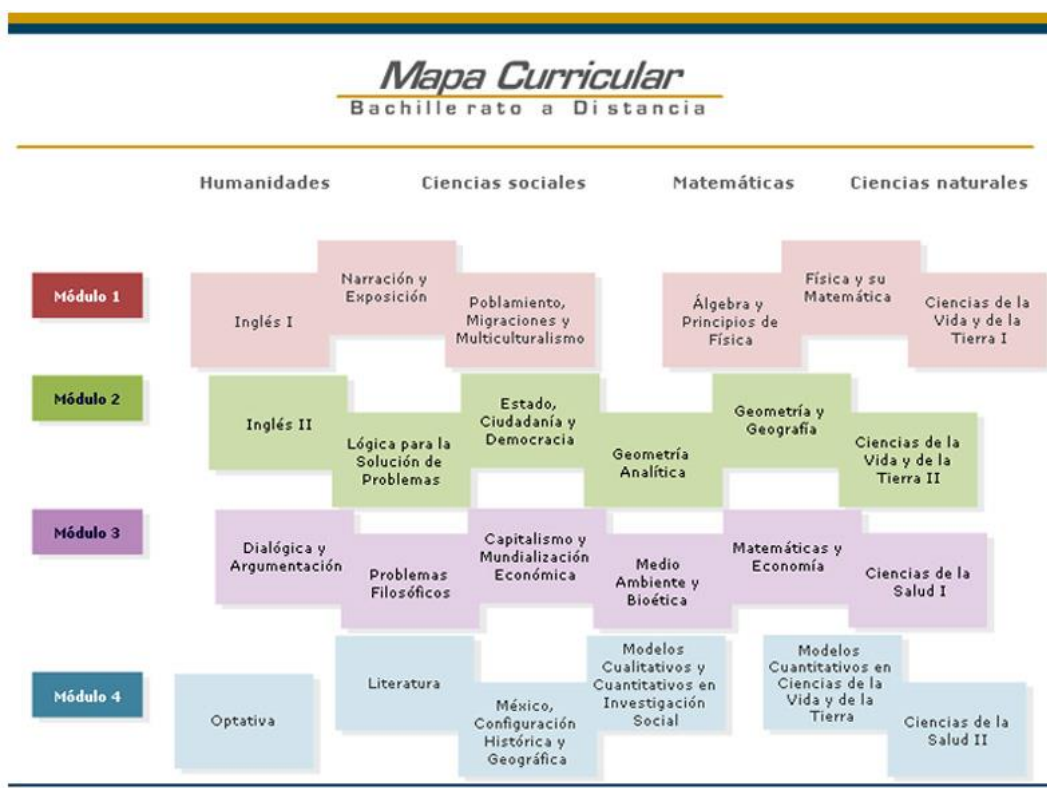 Mapa Curricular
Bachillerato a Distancia
Humanidades
Ciencias sociales
Matemáticas
Ciencias naturales
Módulo 1
Inglés I
Narración y
Exposición
Poblamiento,
Migraciones y
Multiculturalismo
Álgebra y
Principios de
Física
Física y su
Matemática
Ciencias de la
Vida y de la
Tierra I
Módulo 2
Inglés II
Lógica para la
Solución de
Problemas
Estado,
Ciudadanía y
Democracia
Geometría
Analítica
Geometría y
Geografía
Ciencias de la
Vida y de la
Tierra II
Módulo 3
Dialógica y
Argumentación
Problemas
Filosóficos
Capitalismo y
Mundialización
Económica
Medio
Ambiente y
Bioética
Matemáticas y
Economía
Ciencias de la
Salud I
Módulo 4
Optativa
Literatura
México,
Configuración
Histórica y
Geográfica
Modelos
Cualitativos y
Cuantitativos en
Investigación
Social
Modelos
Cuantitativos en
Ciencias de la
Vida y de la
Tierra
Ciencias de la
Salud II